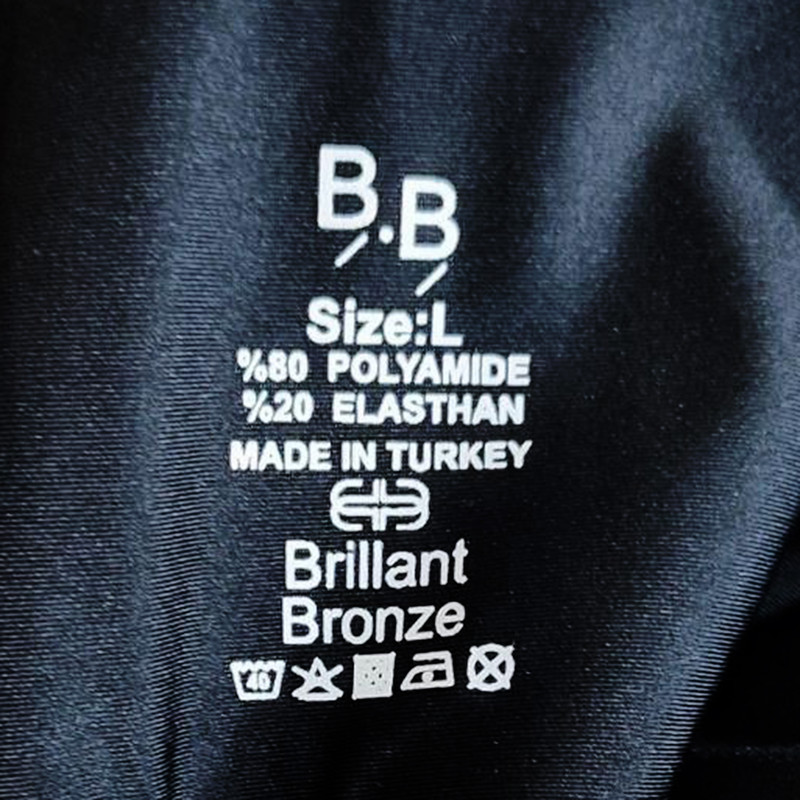 B.B
Size:L
%80 POLYAMIDE
%20 ELASTHAN
MADE IN TURKEY
Brillant
Bronze
40